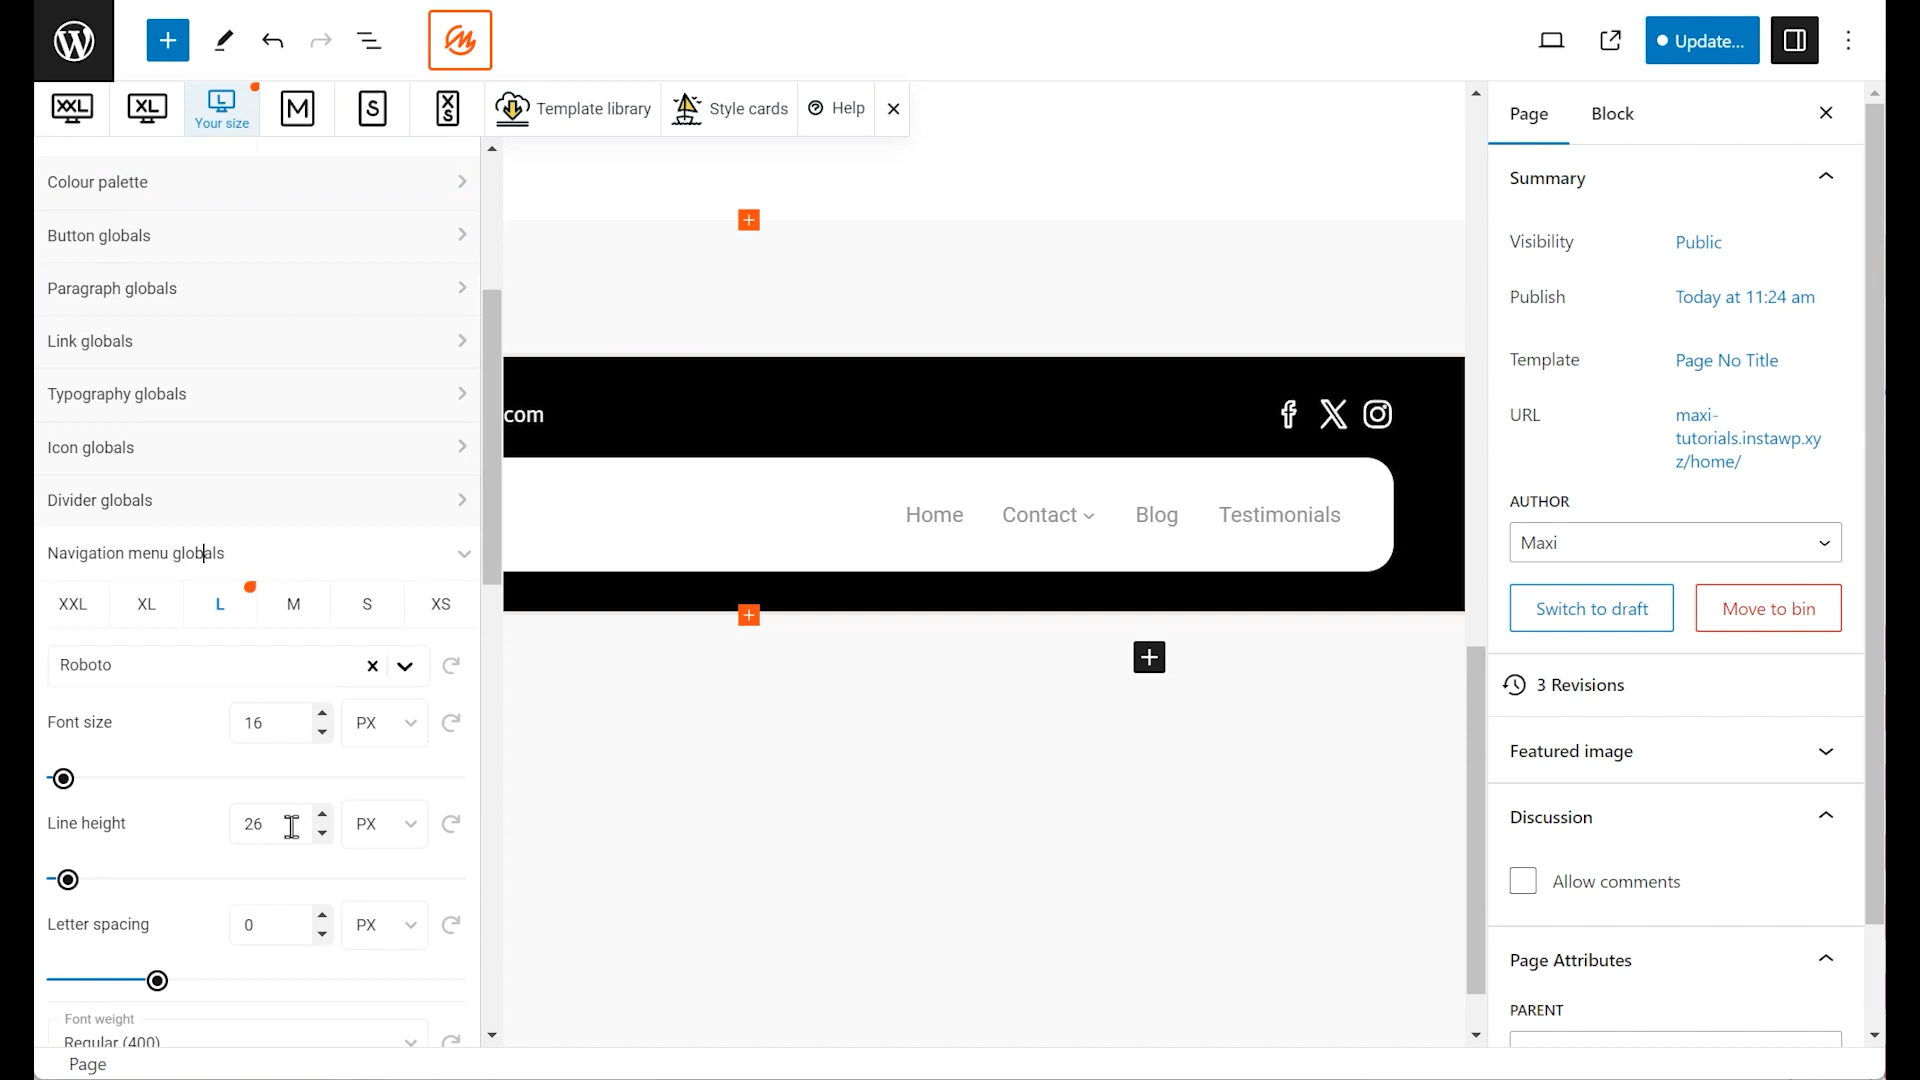 Update...
XXL
XL
L
Your size
M
S
XS
Template library
Style cards
Help
Colour palette
Button globals
Paragraph globals
Link globals
Typography globals
Icon globals
Divider globals
Navigation menu globals
XXL
XL
L
M
S
XS
Roboto
Font size
16
PX
Line height
26
PX
Letter spacing
0
PX
Font weight
Regular (400)
Page
com
Home
Contact
Blog
Testimonials
Page
Block
Summary
Visibility
Public
Publish
Today at 11:24 am
Template
Page No Title
URL
maxi-
tutorials.instawp.xy
z/home/
AUTHOR
Maxi
Switch to draft
Move to bin
3 Revisions
Featured image
Discussion
Allow comments
Page Attributes
PARENT